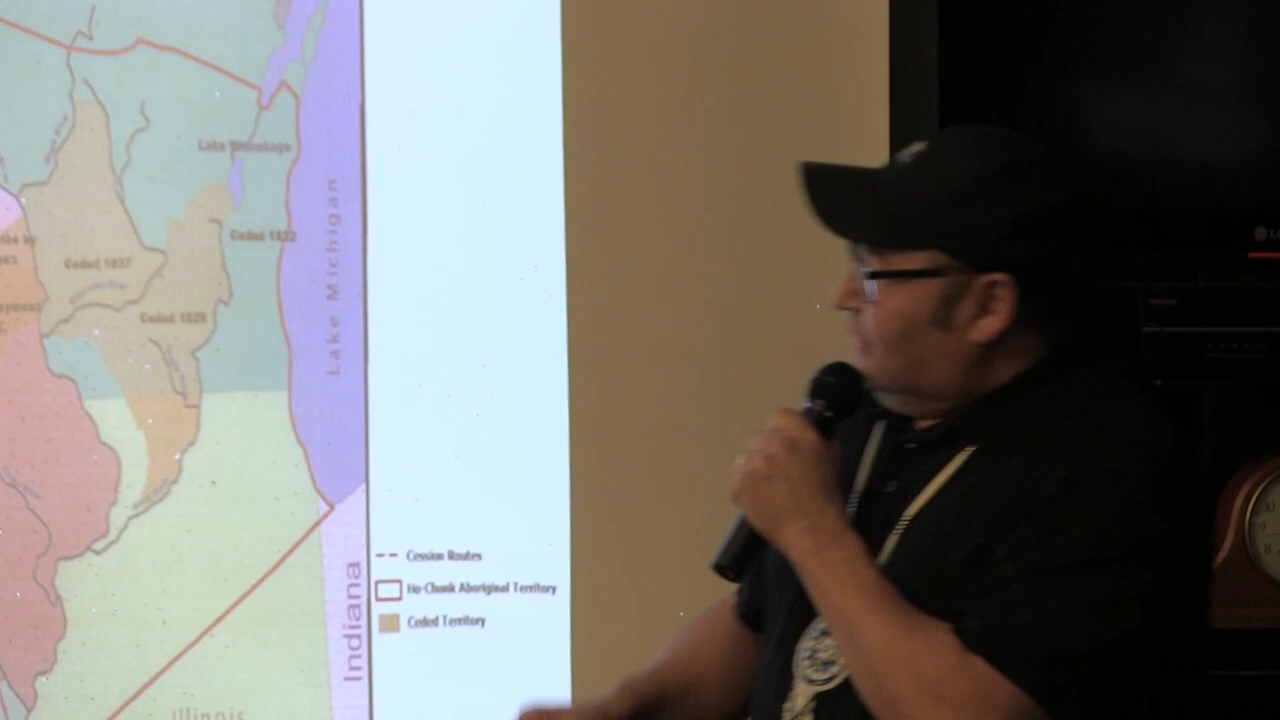 Lake Winnebago
Ceded 1832
Ceded 1837
Ceded 1829
Lake Michigan
Cession Routes
Ho-Chunk Aboriginal Territory
Ceded Territory
Indiana
Illinois